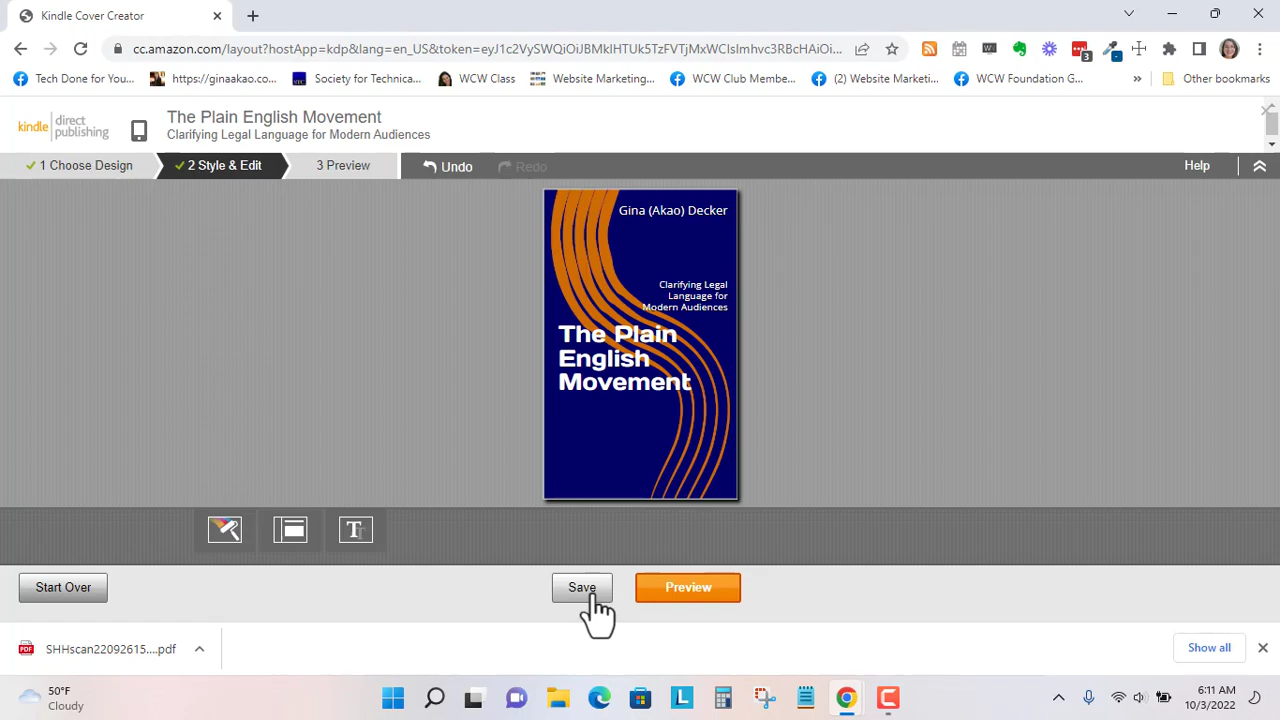 Kindle Cover Creator
cc.amazon.com/layout?hostApp=kdp&lang=en_US&token=eyJ1c2VySWQiOiJBMklHTUk5TzFVTjMxWClsImhvc3RBcHAiOi...
3
Tech Done for You...
https://ginaakao.co...
Society for Technica...
WCW Class
Website Marketing...
WCW Club Membe...
(2) Website Marketi...
WCW Foundation G...
»
Other bookmarks
kindle direct publishing
The Plain English Movement
Clarifying Legal Language for Modern Audiences
1 Choose Design
2 Style & Edit
3 Preview
Undo
Redo
Help
Gina (Akao) Decker
Clarifying Legal
Language for
Modern Audiences
The Plain
English
Movement
Start Over
Save
Preview
PDF
SHHscan22092615....pdf
Show all
50°F
Cloudy
6:11 AM
10/3/2022